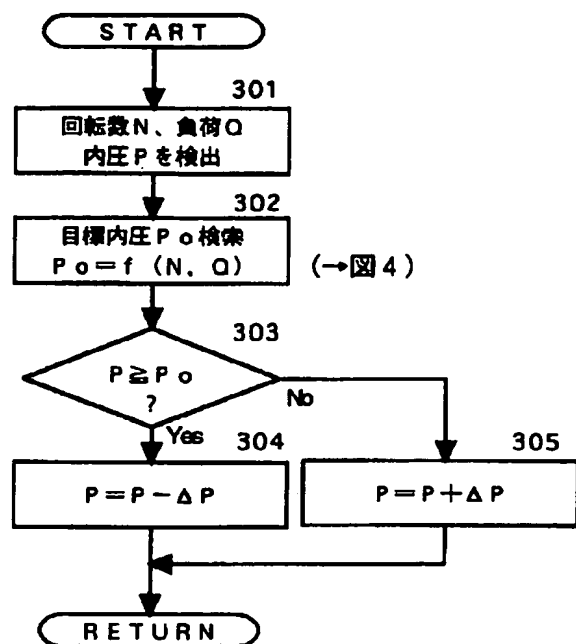 START
301
回転数N、負荷Q
内圧Pを検出
302
目標内圧Po検索
Po＝f (N、Q)
(→図4)
303
P≧Po
?
No
Yes
304
305
P＝P－ΔP
P＝P＋ΔP
RETURN